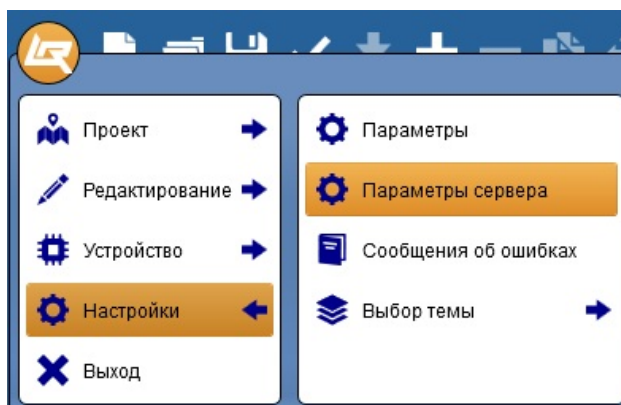 Проект
Редактирование
Устройство
Настройки
Выход
Параметры
Параметры сервера
Сообщения об ошибках
Выбор темы